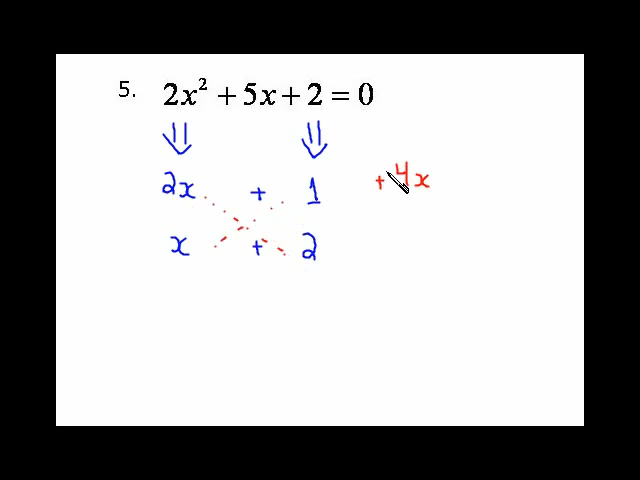 5. 2x² + 5x + 2 = 0
2x + 1 +4x
x + 2